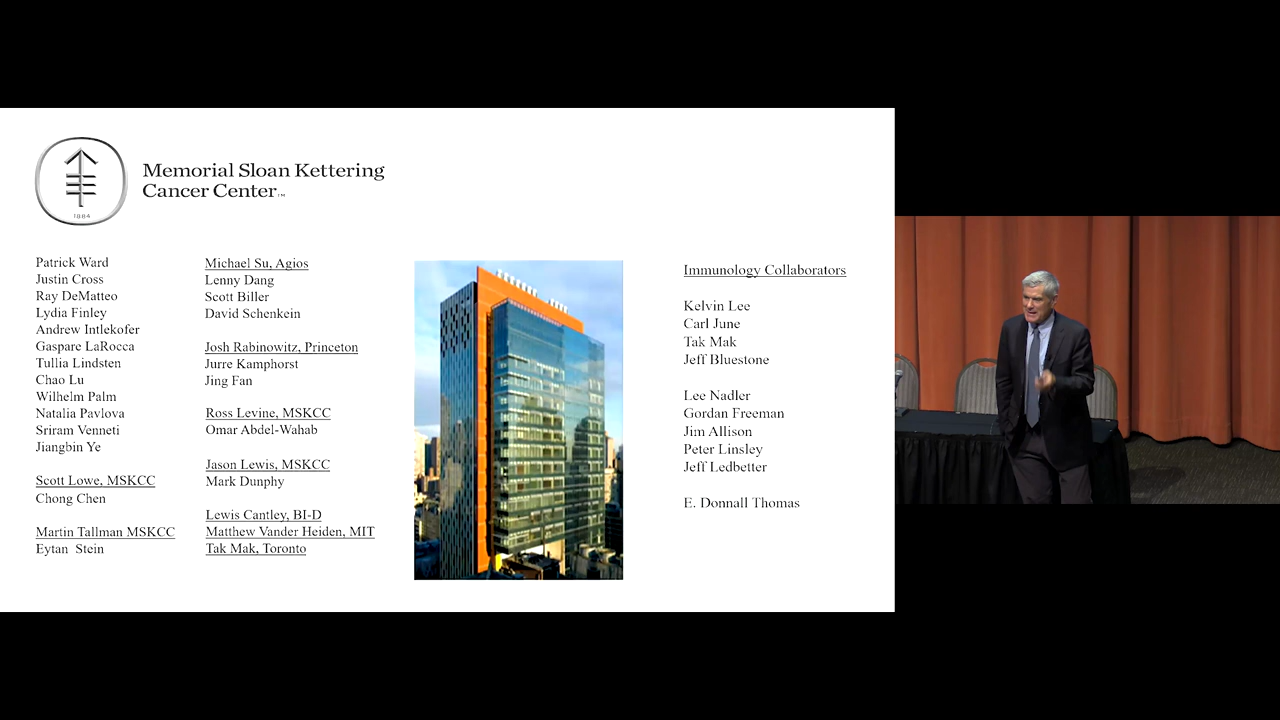 Memorial Sloan Kettering
Cancer Center™
1884
Patrick Ward
Justin Cross
Ray DeMatteo
Lydia Finley
Andrew Intlekofer
Gaspare LaRocca
Tullia Lindsten
Chao Lu
Wilhelm Palm
Natalia Pavlova
Sriram Venneti
Jiangbin Ye
Scott Lowe, MSKCC
Chong Chen
Martin Tallman MSKCC
Eytan Stein
Michael Su, Agios
Lenny Dang
Scott Biller
David Schenkein
Josh Rabinowitz, Princeton
Jurre Kamphorst
Jing Fan
Ross Levine, MSKCC
Omar Abdel-Wahab
Jason Lewis, MSKCC
Mark Dunphy
Lewis Cantley, BI-D
Matthew Vander Heiden, MIT
Tak Mak, Toronto
Immunology Collaborators
Kelvin Lee
Carl June
Tak Mak
Jeff Bluestone
Lee Nadler
Gordan Freeman
Jim Allison
Peter Linsley
Jeff Ledbetter
E. Donnall Thomas